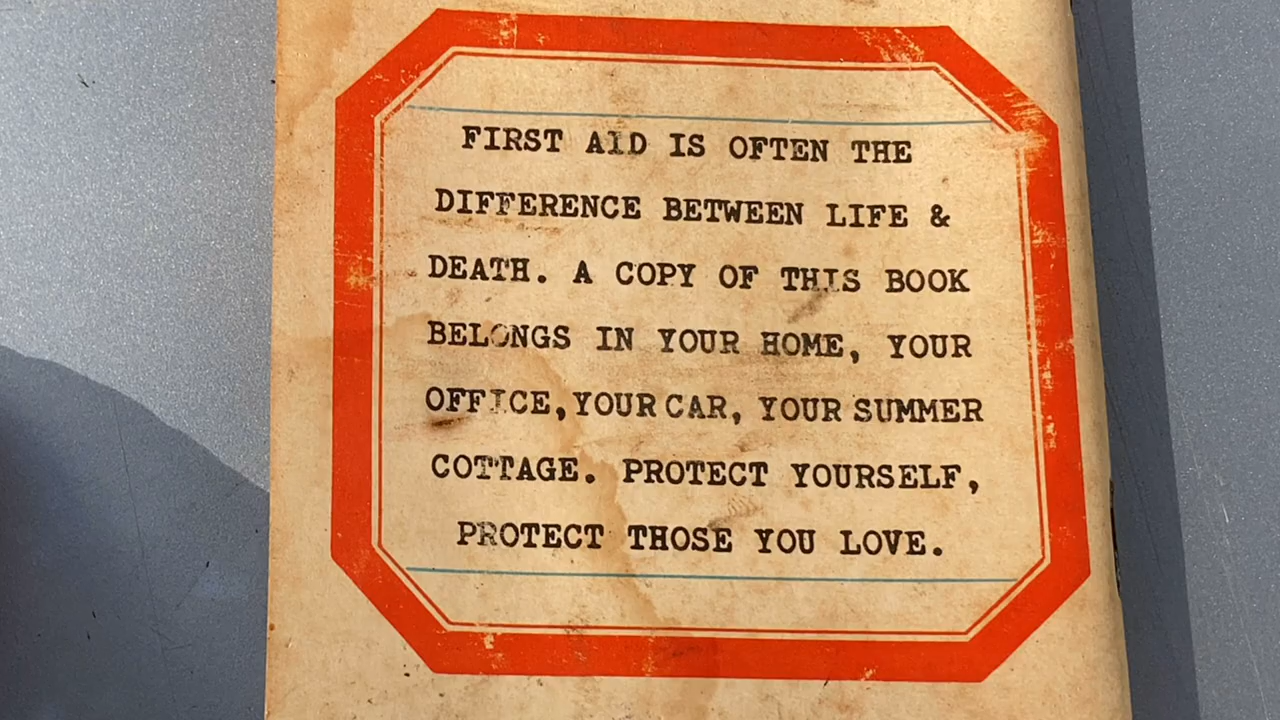 FIRST AID IS OFTEN THE
DIFFERENCE BETWEEN LIFE &
DEATH. A COPY OF THIS BOOK
BELONGS IN YOUR HOME, YOUR
OFFICE, YOUR CAR, YOUR SUMMER
COTTAGE. PROTECT YOURSELF,
PROTECT THOSE YOU LOVE.